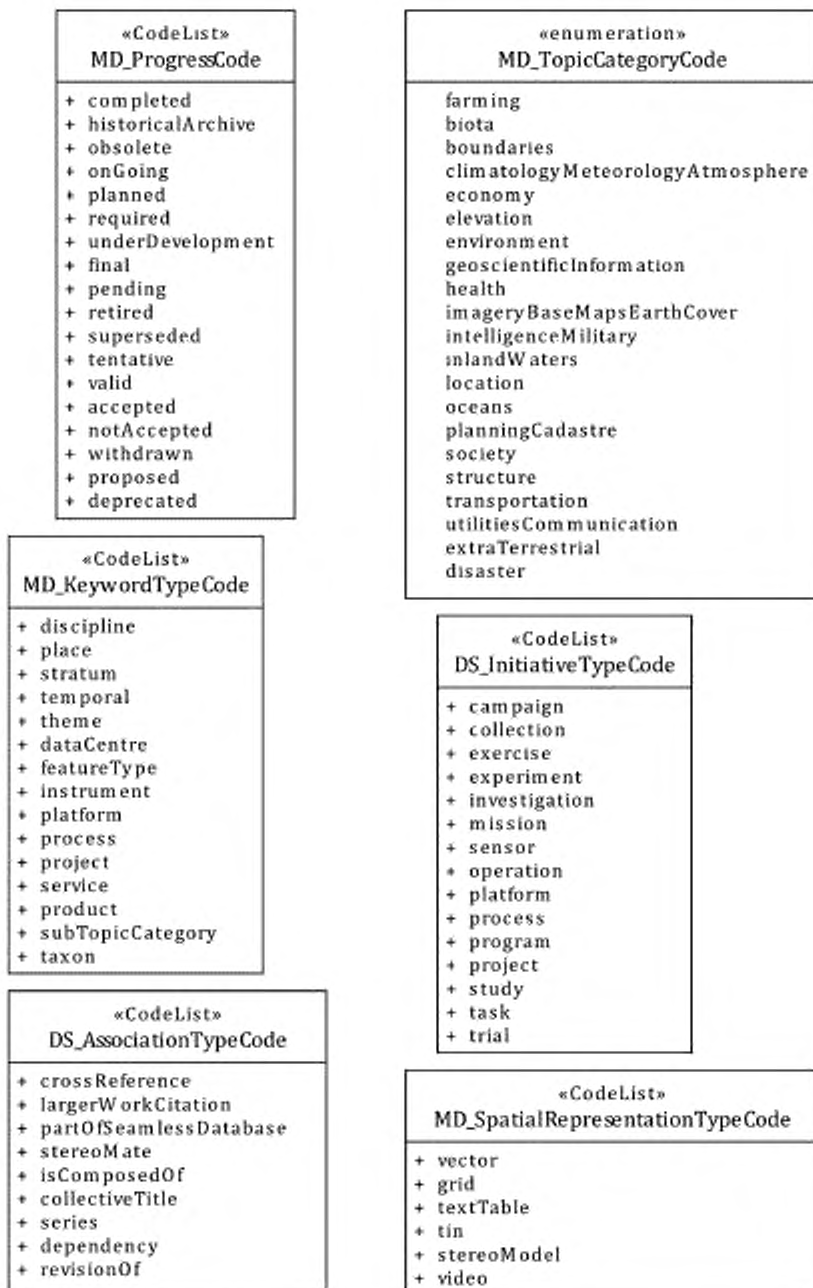 «CodeList»
MD_ProgressCode
+ completed
+ historicalArchive
+ obsolete
+ onGoing
+ planned
+ required
+ underDevelopment
+ final
+ pending
+ retired
+ superseded
+ tentative
+ valid
+ accepted
+ notAccepted
+ withdrawn
+ proposed
+ deprecated
«enumeration»
MD_TopicCategoryCode
farming
biota
boundaries
climatologyMeteorologyAtmosphere
economy
elevation
environment
geoscientificInformation
health
imageryBaseMapsEarthCover
intelligenceMilitary
inlandWaters
location
oceans
planningCadastre
society
structure
transportation
utilitiesCommunication
extraTerrestrial
disaster
«CodeList»
MD_KeywordTypeCode
+ discipline
+ place
+ stratum
+ temporal
+ theme
+ dataCentre
+ featureType
+ instrument
+ platform
+ process
+ project
+ service
+ product
+ subTopicCategory
+ taxon
«CodeList»
DS_InitiativeTypeCode
+ campaign
+ collection
+ exercise
+ experiment
+ investigation
+ mission
+ sensor
+ operation
+ platform
+ process
+ program
+ project
+ study
+ task
+ trial
«CodeList»
DS_AssociationTypeCode
+ crossReference
+ largerWorkCitation
+ partOfSeamlessDatabase
+ stereoMate
+ isComposedOf
+ collectiveTitle
+ series
+ dependency
+ revisionOf
«CodeList»
MD_SpatialRepresentationTypeCode
+ vector
+ grid
+ textTable
+ tin
+ stereoModel
+ video